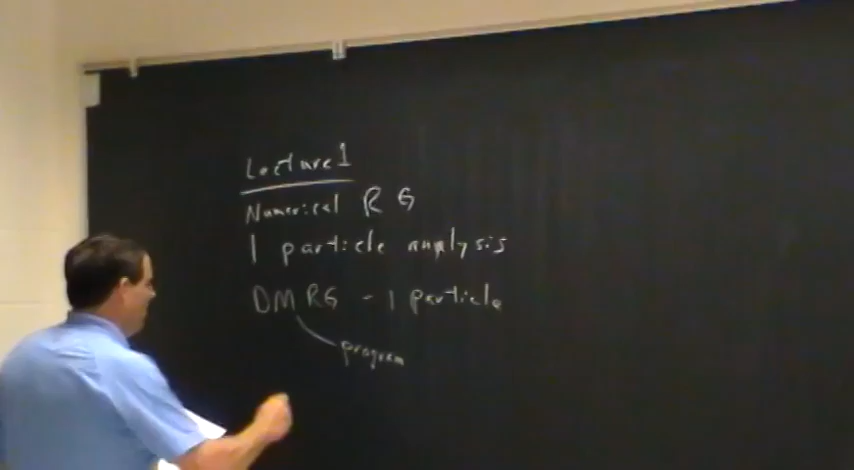 Lecture 1
Numerical RG
1 particle analysis
DMRG - 1 particle
program